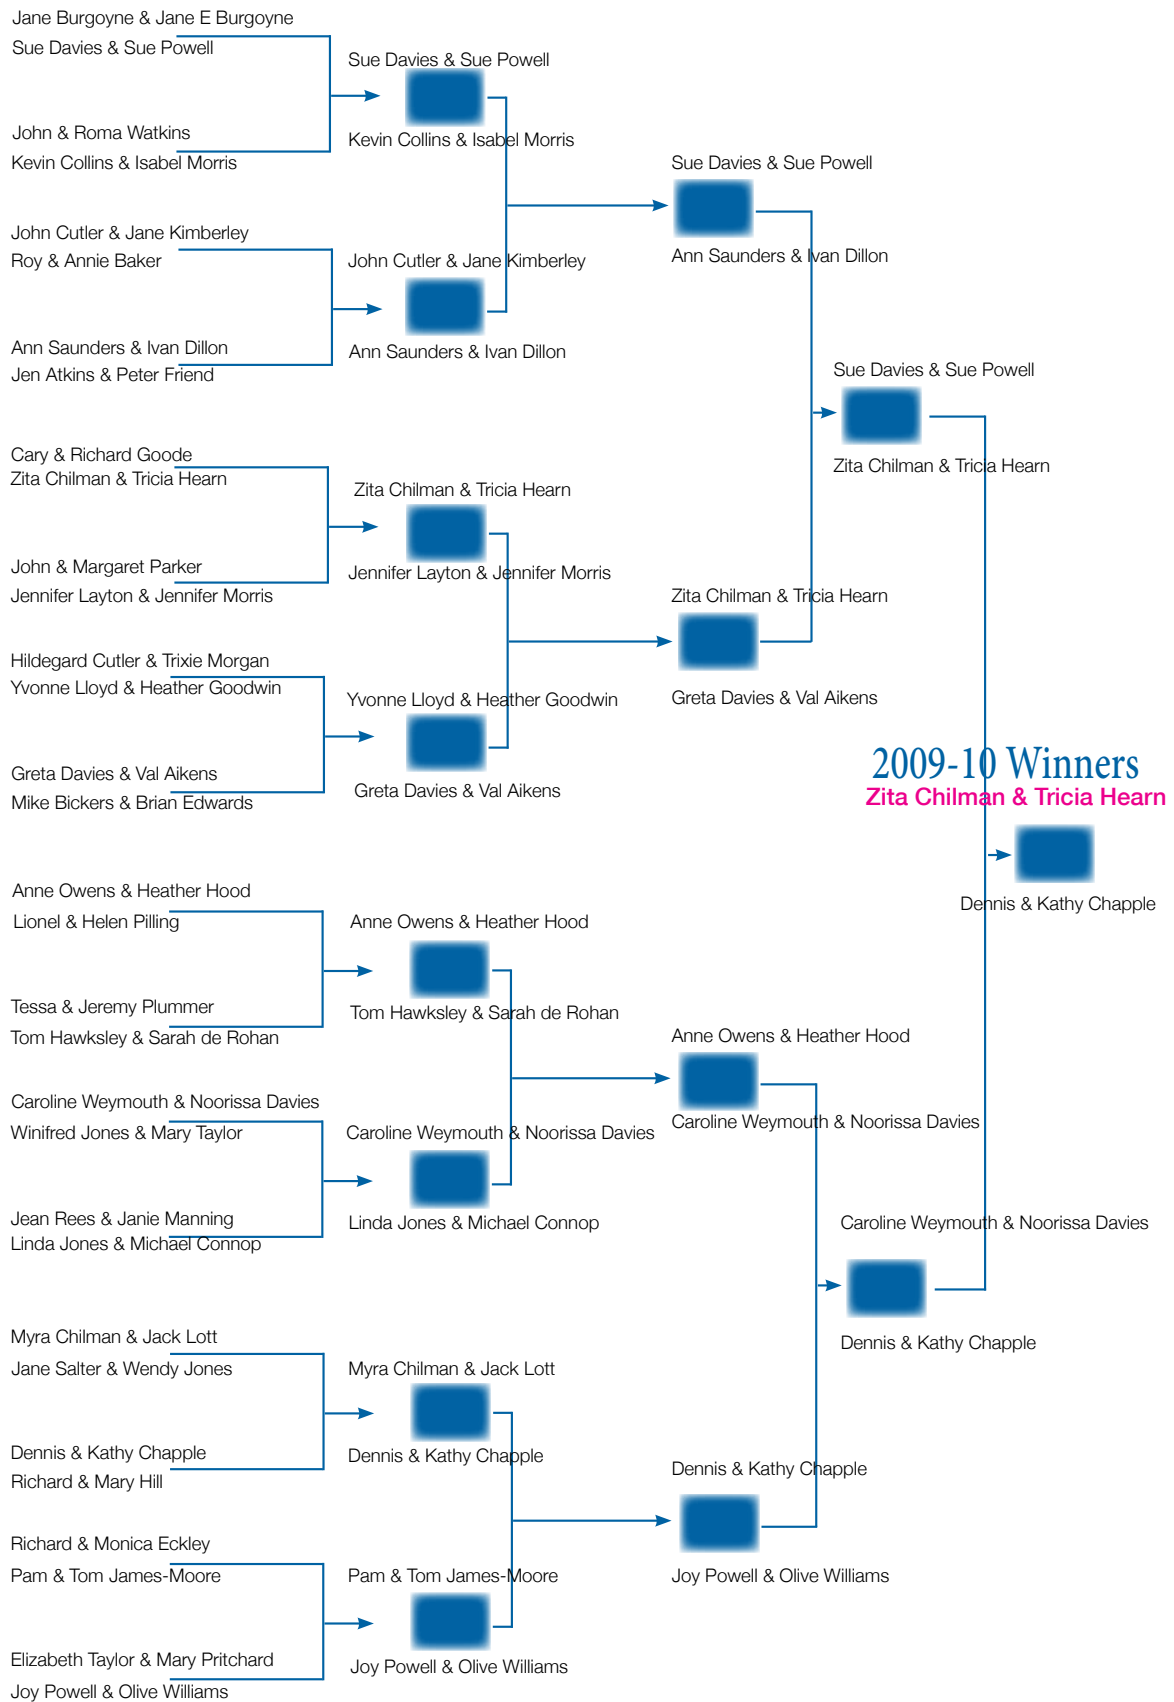 Jane Burgoyne & Jane E Burgoyne
Sue Davies & Sue Powell
John & Roma Watkins
Kevin Collins & Isabel Morris
John Cutler & Jane Kimberley
Roy & Annie Baker
Ann Saunders & Ivan Dillon
Jen Atkins & Peter Friend
Cary & Richard Goode
Zita Chilman & Tricia Hearn
John & Margaret Parker
Jennifer Layton & Jennifer Morris
Hildegard Cutler & Trixie Morgan
Yvonne Lloyd & Heather Goodwin
Greta Davies & Val Aikens
Mike Bickers & Brian Edwards
Anne Owens & Heather Hood
Lionel & Helen Pilling
Tessa & Jeremy Plummer
Tom Hawksley & Sarah de Rohan
Caroline Weymouth & Noorissa Davies
Winifred Jones & Mary Taylor
Jean Rees & Janie Manning
Linda Jones & Michael Connop
Myra Chilman & Jack Lott
Jane Salter & Wendy Jones
Dennis & Kathy Chapple
Richard & Mary Hill
Richard & Monica Eckley
Pam & Tom James-Moore
Elizabeth Taylor & Mary Pritchard
Joy Powell & Olive Williams
Sue Davies & Sue Powell
Kevin Collins & Isabel Morris
John Cutler & Jane Kimberley
Ann Saunders & Ivan Dillon
Zita Chilman & Tricia Hearn
Jennifer Layton & Jennifer Morris
Yvonne Lloyd & Heather Goodwin
Greta Davies & Val Aikens
Anne Owens & Heather Hood
Tom Hawksley & Sarah de Rohan
Caroline Weymouth & Noorissa Davies
Linda Jones & Michael Connop
Myra Chilman & Jack Lott
Dennis & Kathy Chapple
Pam & Tom James-Moore
Joy Powell & Olive Williams
Sue Davies & Sue Powell
Ann Saunders & Ivan Dillon
Zita Chilman & Tricia Hearn
Greta Davies & Val Aikens
Anne Owens & Heather Hood
Caroline Weymouth & Noorissa Davies
Dennis & Kathy Chapple
Joy Powell & Olive Williams
Sue Davies & Sue Powell
Zita Chilman & Tricia Hearn
Caroline Weymouth & Noorissa Davies
Dennis & Kathy Chapple
2009-10 Winners
Zita Chilman & Tricia Hearn
Dennis & Kathy Chapple